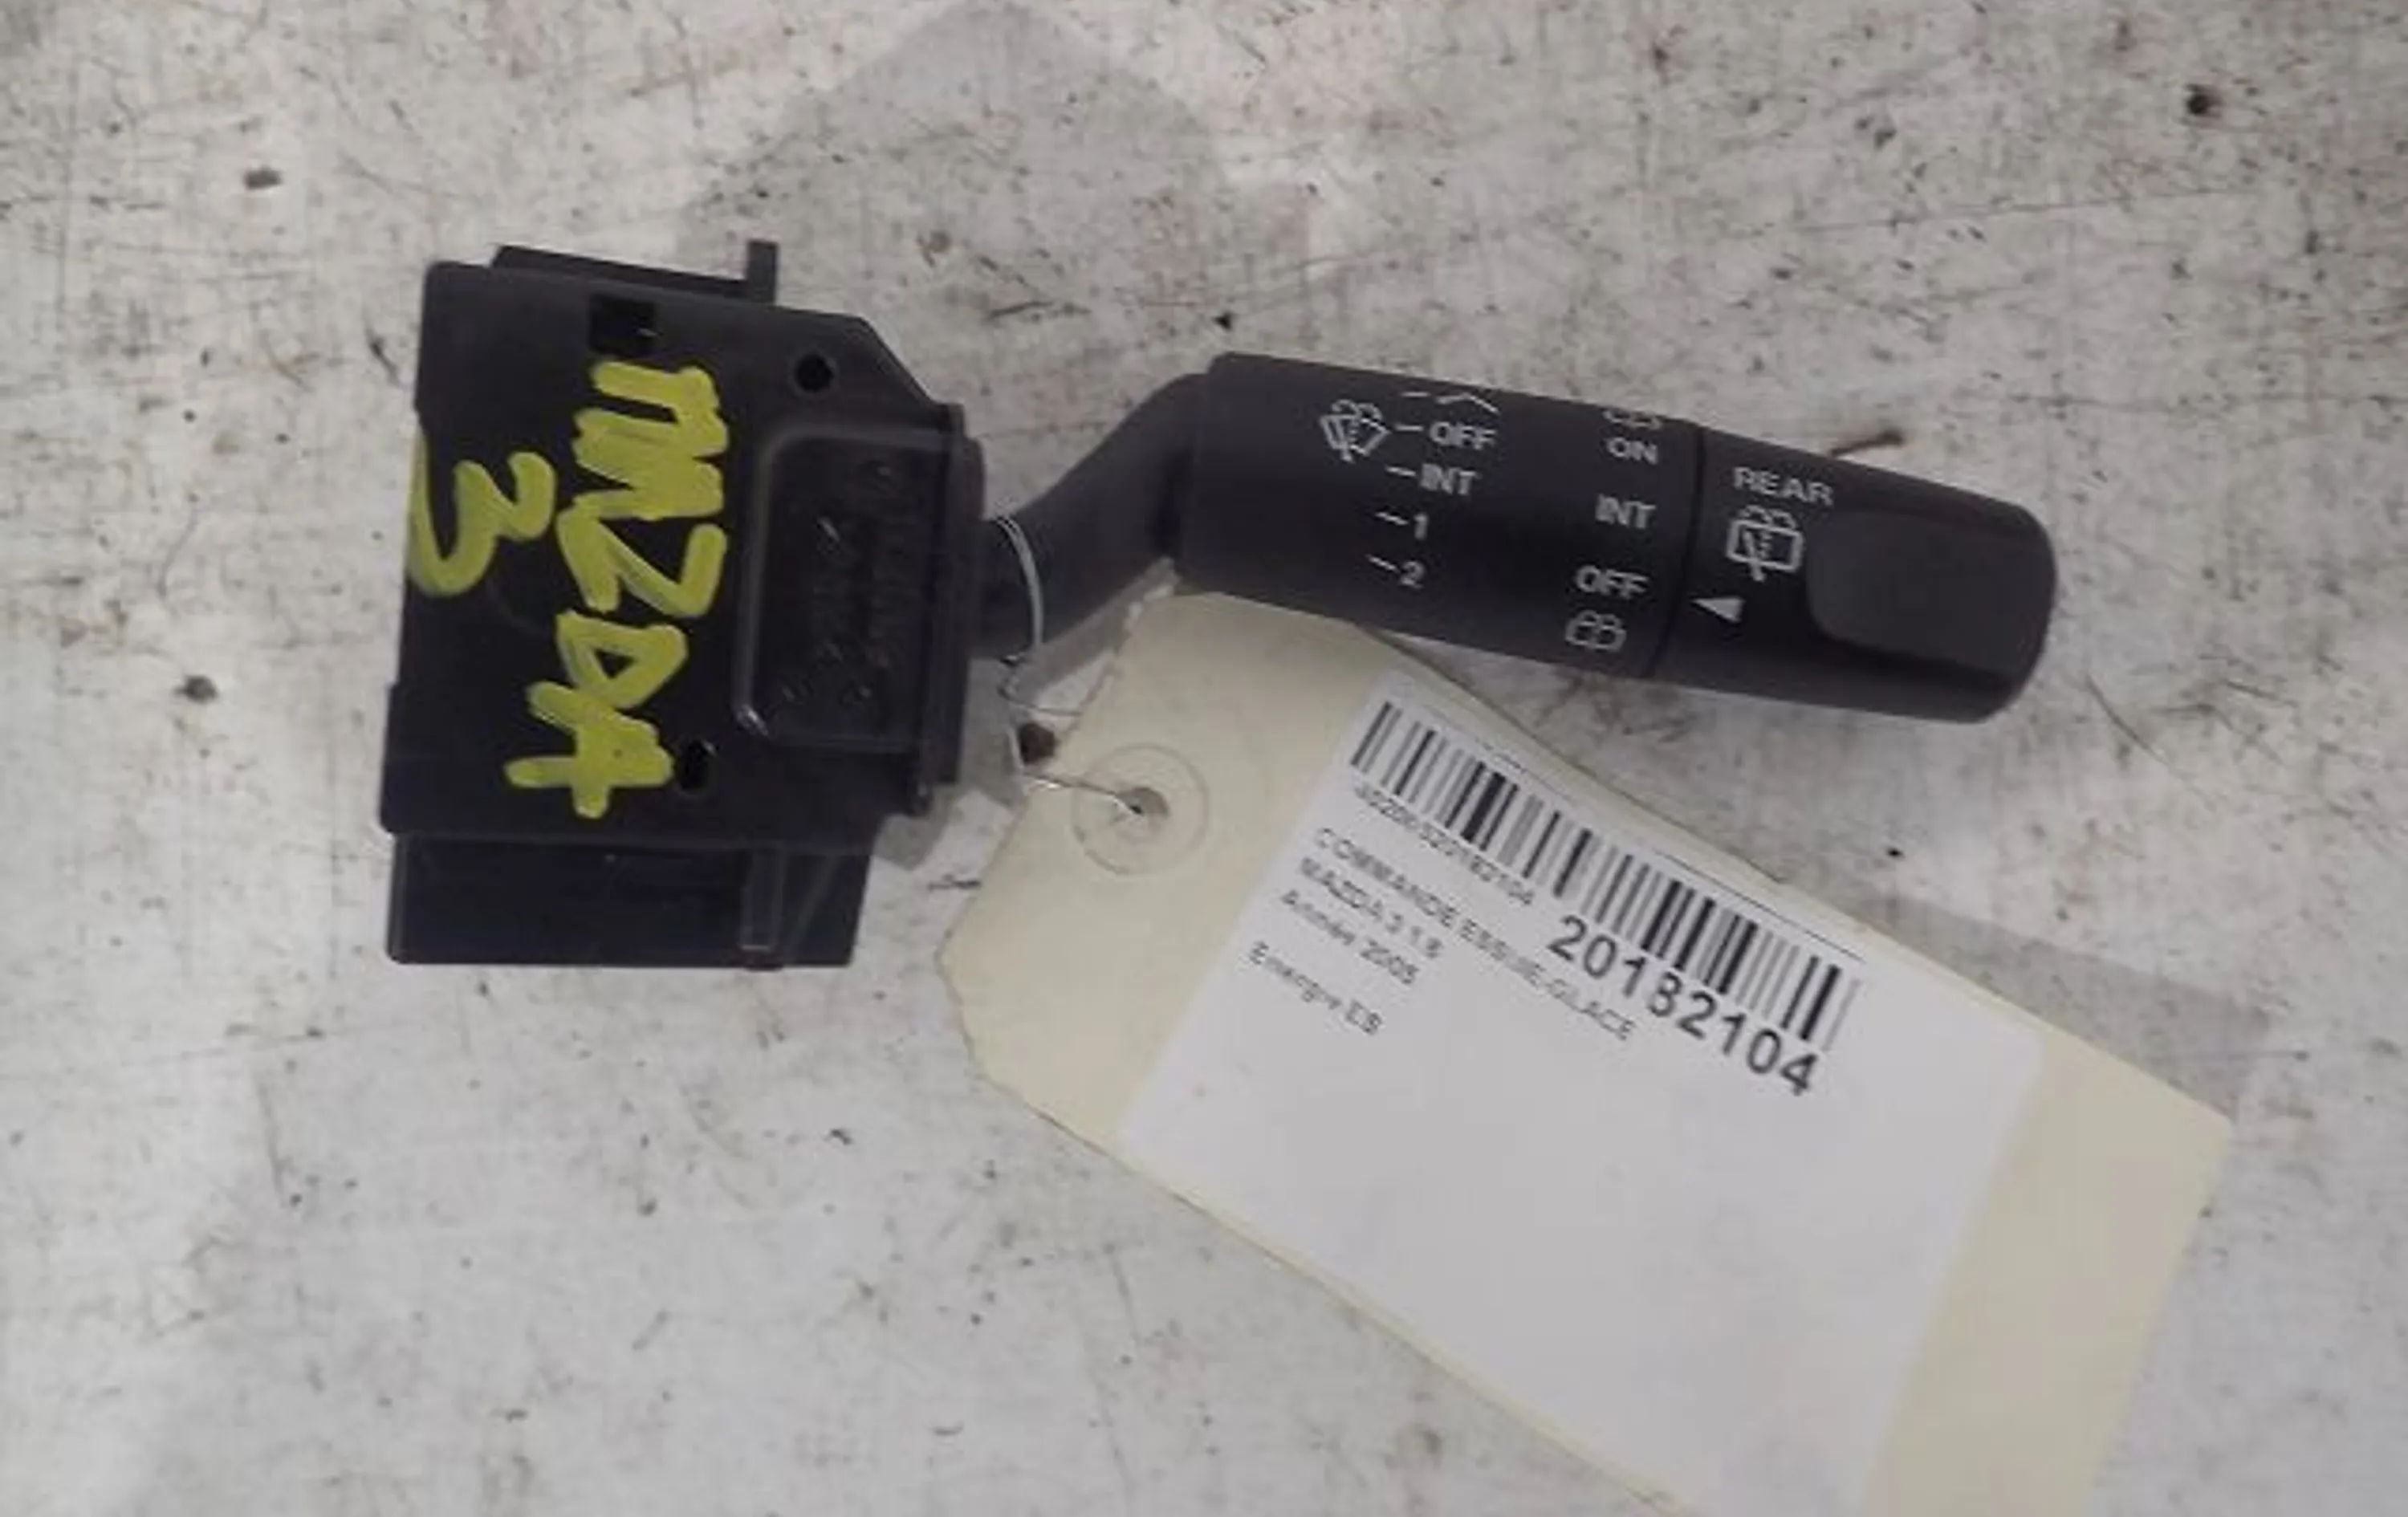 MAZDA
3
OFF
INT
1
2
ON
INT
OFF
REAR
20182104
COMMANDE ESSUIE-GLACE
MAZDA 3 1.6
Année 2005
Energie ES